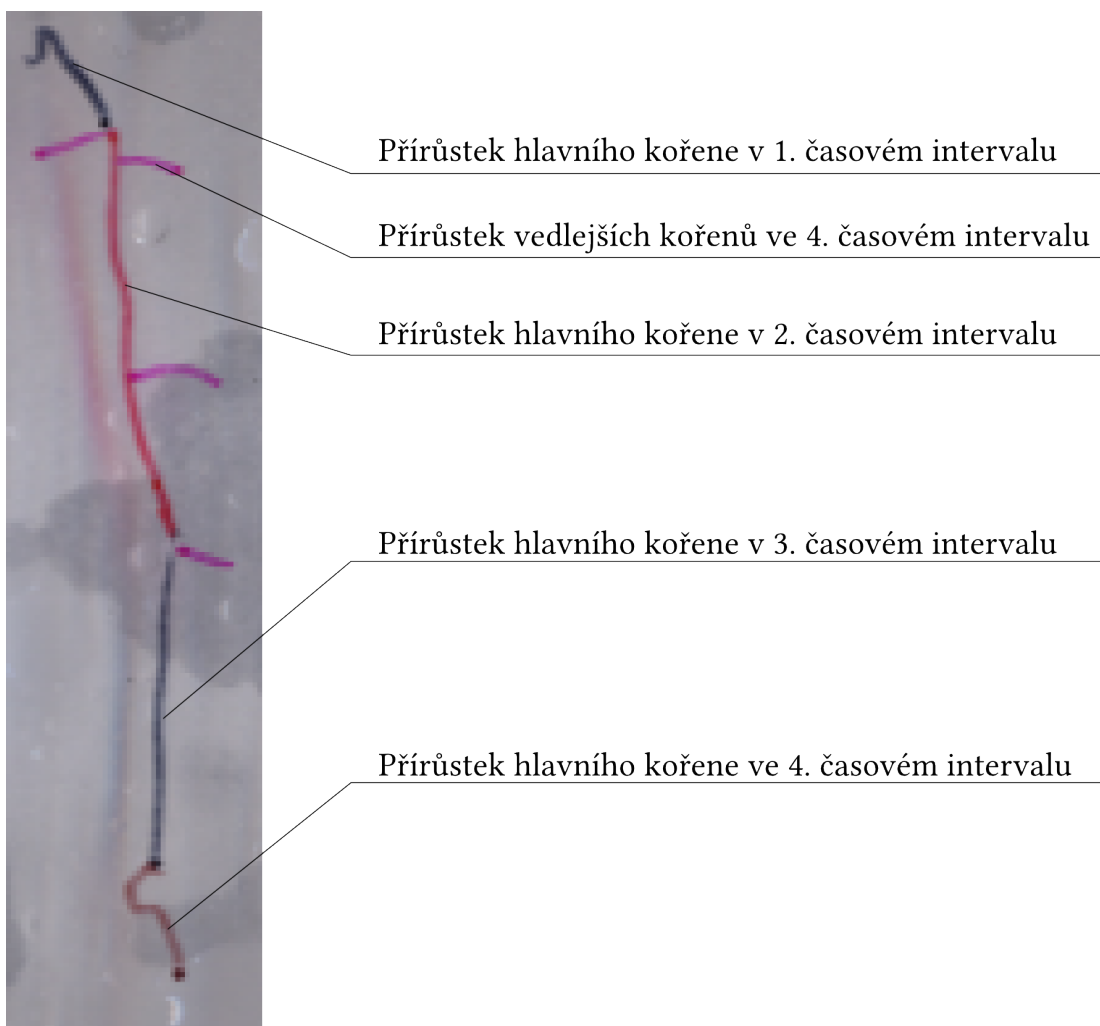 Přírůstek hlavního kořene v 1. časovém intervalu
Přírůstek vedlejších kořenů ve 4. časovém intervalu
Přírůstek hlavního kořene v 2. časovém intervalu
Přírůstek hlavního kořene v 3. časovém intervalu
Přírůstek hlavního kořene ve 4. časovém intervalu